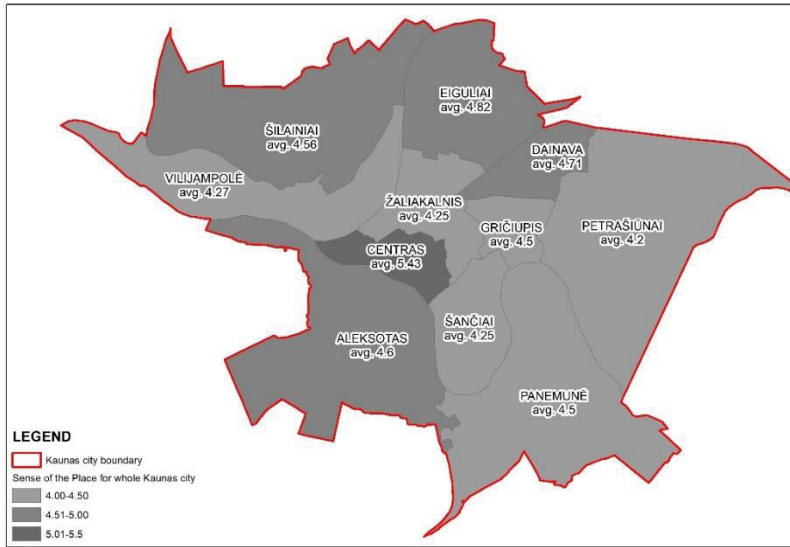 EIGULIAI
avg. 4.82
ŠILAINIAI
avg. 4.56
DAINAVA
avg. 4.71
VILIJAMPOLĖ
avg. 4.27
ŽALIAKALNIS
avg. 4.25
GRIČIUPIS
avg. 4.5
PETRAŠIŪNAI
avg. 4.2
CENTRAS
avg. 5.43
ŠANČIAI
avg. 4.25
ALEKSOTAS
avg. 4.6
PANEMUNĖ
avg. 4.5
LEGEND
Kaunas city boundary
Sense of the Place for whole Kaunas city
4.00-4.50
4.51-5.00
5.01-5.5